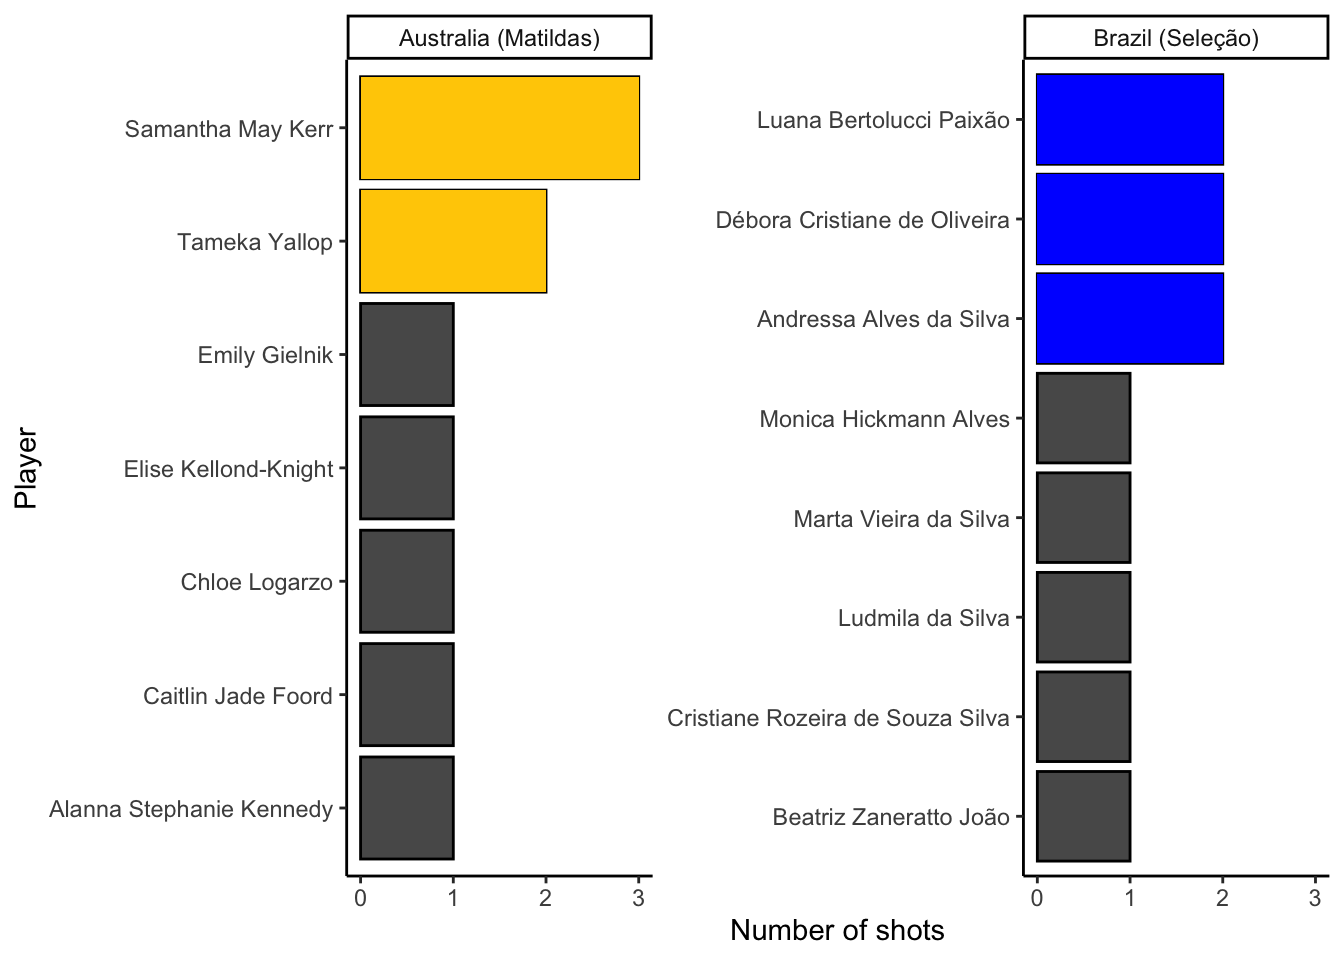 Australia (Matildas)
Brazil (Seleção)
Player
Samantha May Kerr
Tameka Yallop
Emily Gielnik
Elise Kellond-Knight
Chloe Logarzo
Caitlin Jade Foord
Alanna Stephanie Kennedy
Luana Bertolucci Paixão
Débora Cristiane de Oliveira
Andressa Alves da Silva
Monica Hickmann Alves
Marta Vieira da Silva
Ludmila da Silva
Cristiane Rozeira de Souza Silva
Beatriz Zaneratto João
0 1 2 3
0 1 2 3
Number of shots